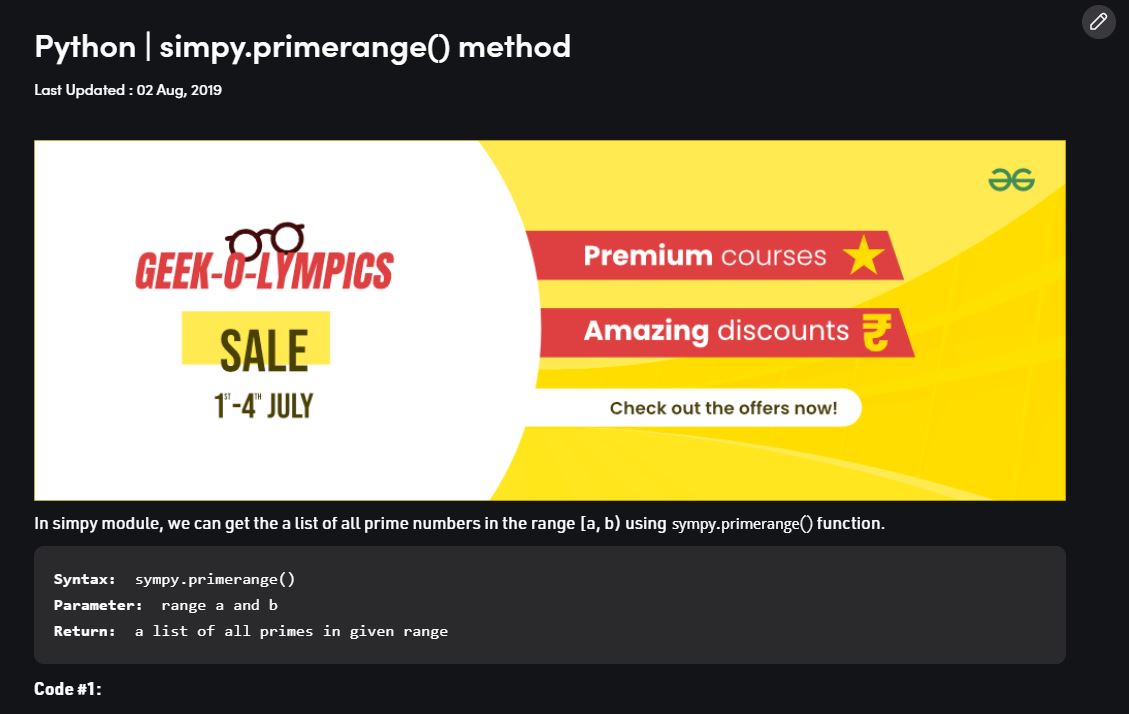 Python | simpy.primerange() method
Last Updated : 02 Aug, 2019
GEEK-O-LYMPICS
SALE
1ST-4TH JULY
Premium courses
Amazing discounts
Check out the offers now!
In simpy module, we can get the a list of all prime numbers in the range [a, b) using sympy.primerange() function.
Syntax:  sympy.primerange()
Parameter:  range a and b
Return:  a list of all primes in given range
Code #1: